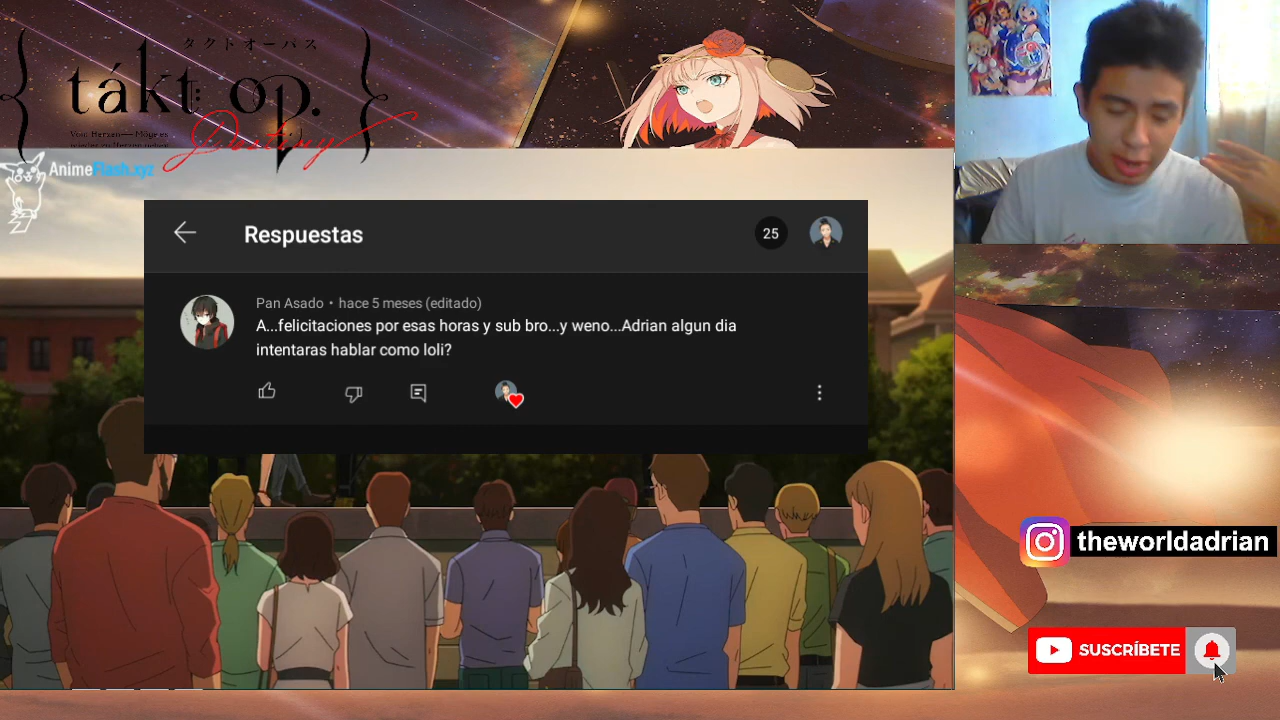 タクトオーパス
takt op.
Destiny
AnimeFlash.xyz
Respuestas
25
Pan Asado • hace 5 meses (editado)
A...felicitaciones por esas horas y sub bro...y weno...Adrian algun dia
intentaras hablar como loli?
theworldadrian
SUSCRÍBETE